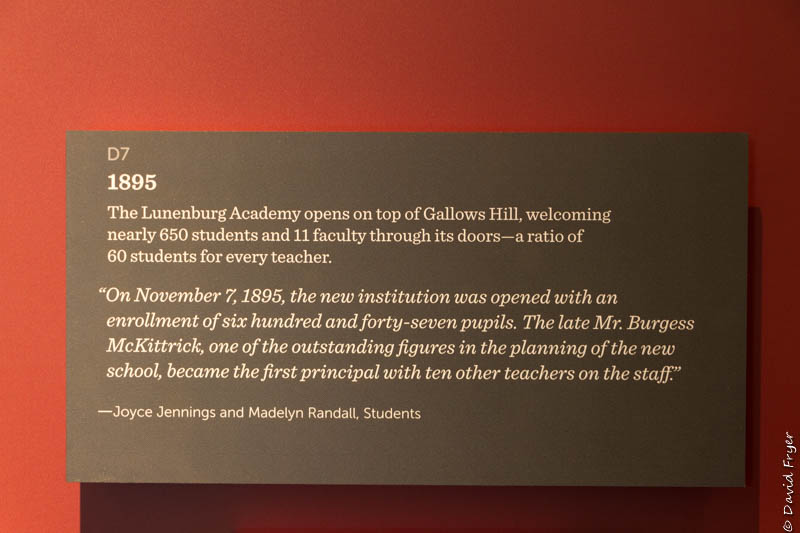 D7
1895
The Lunenburg Academy opens on top of Gallows Hill, welcoming
nearly 650 students and 11 faculty through its doors—a ratio of
60 students for every teacher.
“On November 7, 1895, the new institution was opened with an
enrollment of six hundred and forty-seven pupils. The late Mr. Burgess
McKittrick, one of the outstanding figures in the planning of the new
school, became the first principal with ten other teachers on the staff.”
—Joyce Jennings and Madelyn Randall, Students
© David Fryer